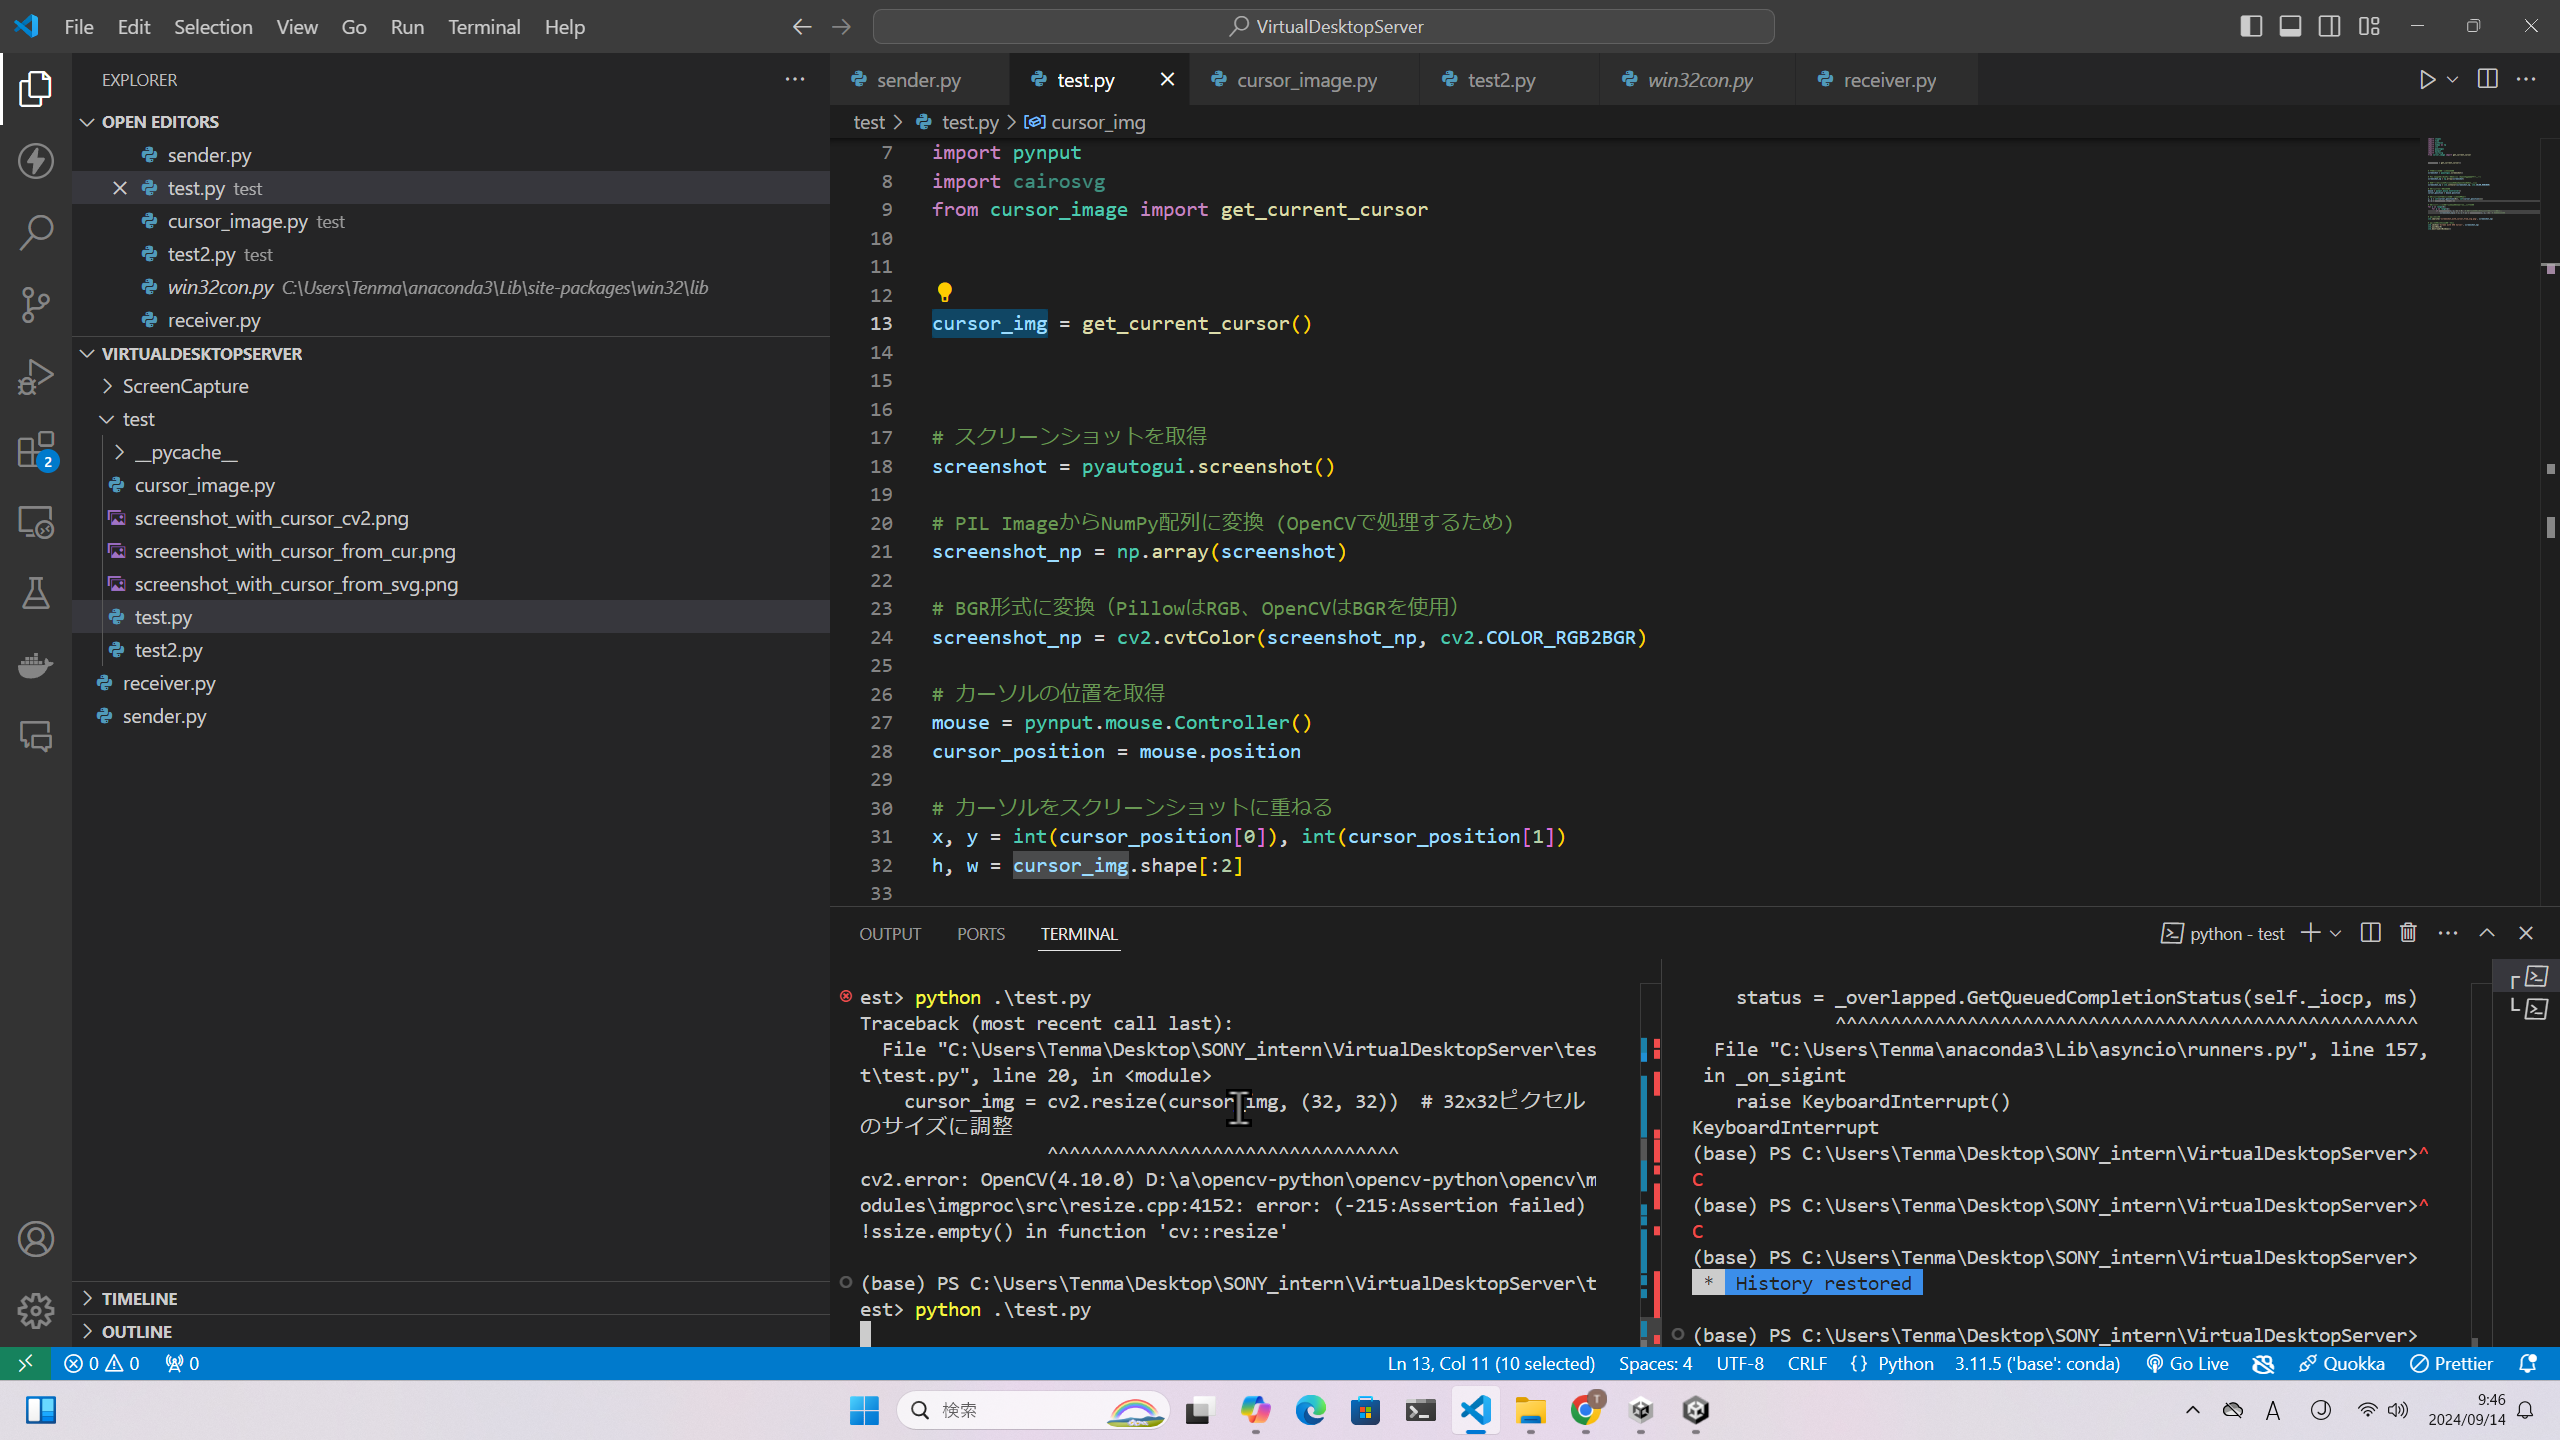 File Edit Selection View Go Run Terminal Help
VirtualDesktopServer
EXPLORER
OPEN EDITORS
sender.py
test.py test
cursor_image.py test
test2.py test
win32con.py C:\Users\Tenma\anaconda3\Lib\site-packages\win32\lib
receiver.py
VIRTUALDESKTOPSERVER
ScreenCapture
test
__pycache__
cursor_image.py
screenshot_with_cursor_cv2.png
screenshot_with_cursor_from_cur.png
screenshot_with_cursor_from_svg.png
test.py
test2.py
receiver.py
sender.py
TIMELINE
OUTLINE
2
sender.py test.py cursor_image.py test2.py win32con.py receiver.py
test > test.py > cursor_img
7 import pynput
8 import cairosvg
9 from cursor_image import get_current_cursor
10
11
12
13 cursor_img = get_current_cursor()
14
15
16
17 # スクリーンショットを取得
18 screenshot = pyautogui.screenshot()
19
20 # PIL ImageからNumPy配列に変換 (OpenCVで処理するため)
21 screenshot_np = np.array(screenshot)
22
23 # BGR形式に変換（PillowはRGB、OpenCVはBGRを使用）
24 screenshot_np = cv2.cvtColor(screenshot_np, cv2.COLOR_RGB2BGR)
25
26 # カーソルの位置を取得
27 mouse = pynput.mouse.Controller()
28 cursor_position = mouse.position
29
30 # カーソルをスクリーンショットに重ねる
31 x, y = int(cursor_position[0]), int(cursor_position[1])
32 h, w = cursor_img.shape[:2]
33
OUTPUT PORTS TERMINAL
python - test
est> python .\test.py
Traceback (most recent call last):
File "C:\Users\Tenma\Desktop\SONY_intern\VirtualDesktopServer\tes
t\test.py", line 20, in <module>
cursor_img = cv2.resize(cursor_img, (32, 32)) # 32x32ピクセル
のサイズに調整
^^^^^^^^^^^^^^^^^^^^^^^^^^^^^^^^
cv2.error: OpenCV(4.10.0) D:\a\opencv-python\opencv-python\opencv\m
odules\imgproc\src\resize.cpp:4152: error: (-215:Assertion failed)
!ssize.empty() in function 'cv::resize'
(base) PS C:\Users\Tenma\Desktop\SONY_intern\VirtualDesktopServer\t
est> python .\test.py
status = _overlapped.GetQueuedCompletionStatus(self._iocp, ms)
^^^^^^^^^^^^^^^^^^^^^^^^^^^^^^^^^^^^^^^^^^^^^^^^^^^^^
File "C:\Users\Tenma\anaconda3\Lib\asyncio\runners.py", line 157,
in _on_sigint
raise KeyboardInterrupt()
KeyboardInterrupt
(base) PS C:\Users\Tenma\Desktop\SONY_intern\VirtualDesktopServer>^
C
(base) PS C:\Users\Tenma\Desktop\SONY_intern\VirtualDesktopServer>^
C
(base) PS C:\Users\Tenma\Desktop\SONY_intern\VirtualDesktopServer>
* History restored
(base) PS C:\Users\Tenma\Desktop\SONY_intern\VirtualDesktopServer>
0 0 0 Ln 13, Col 11 (10 selected) Spaces: 4 UTF-8 CRLF {} Python 3.11.5 ('base': conda) Go Live Quokka Prettier
検索
T
A
9:46
2024/09/14